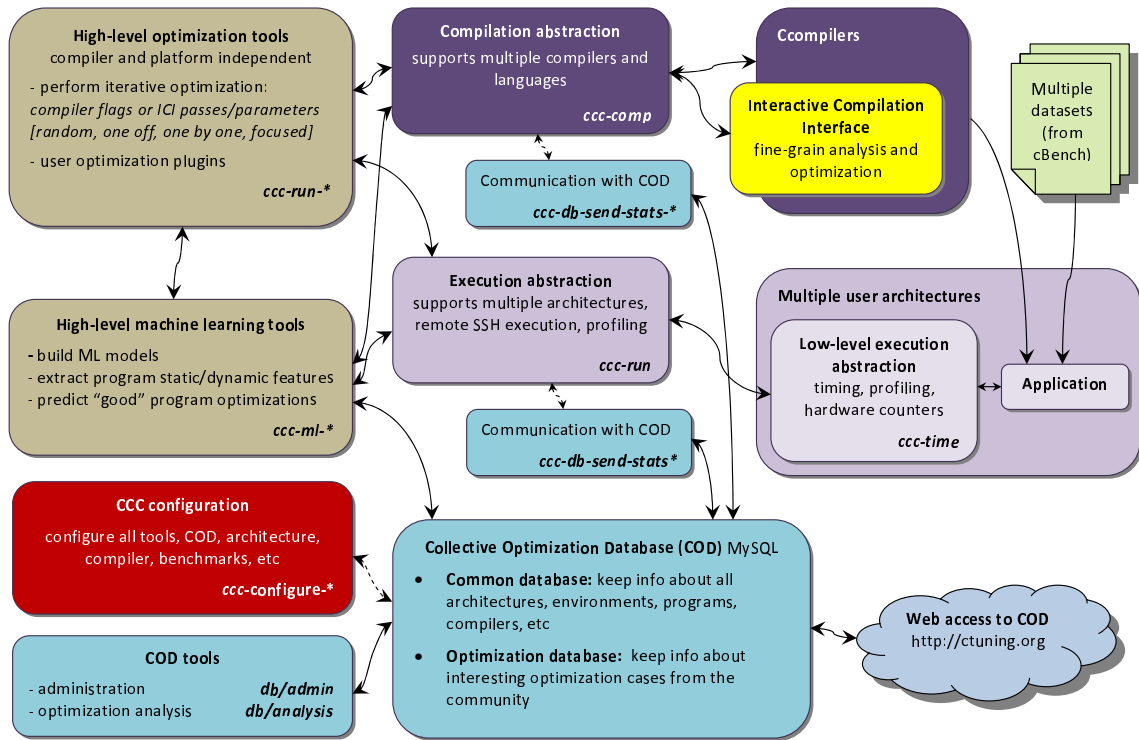 High-level optimization tools
compiler and platform independent
- perform iterative optimization:
compiler flags or ICI passes/parameters
[random, one off, one by one, focused]
- user optimization plugins
ccc-run-*
Compilation abstraction
supports multiple compilers and
languages
ccc-comp
Ccompilers
Interactive Compilation
Interface
fine-grain analysis and
optimization
Multiple
datasets
(from
cBench)
Communication with COD
ccc-db-send-stats-*
Execution abstraction
supports multiple architectures,
remote SSH execution, profiling
ccc-run
Multiple user architectures
Low-level execution
abstraction
timing, profiling,
hardware counters
ccc-time
Application
High-level machine learning tools
- build ML models
- extract program static/dynamic features
- predict “good” program optimizations
ccc-ml-*
Communication with COD
ccc-db-send-stats*
CCC configuration
configure all tools, COD, architecture,
compiler, benchmarks, etc
ccc-configure-*
Collective Optimization Database (COD) MySQL
• Common database: keep info about all
architectures, environments, programs,
compilers, etc
• Optimization database: keep info about
interesting optimization cases from the
community
Web access to COD
http://ctuning.org
COD tools
- administration db/admin
- optimization analysis db/analysis